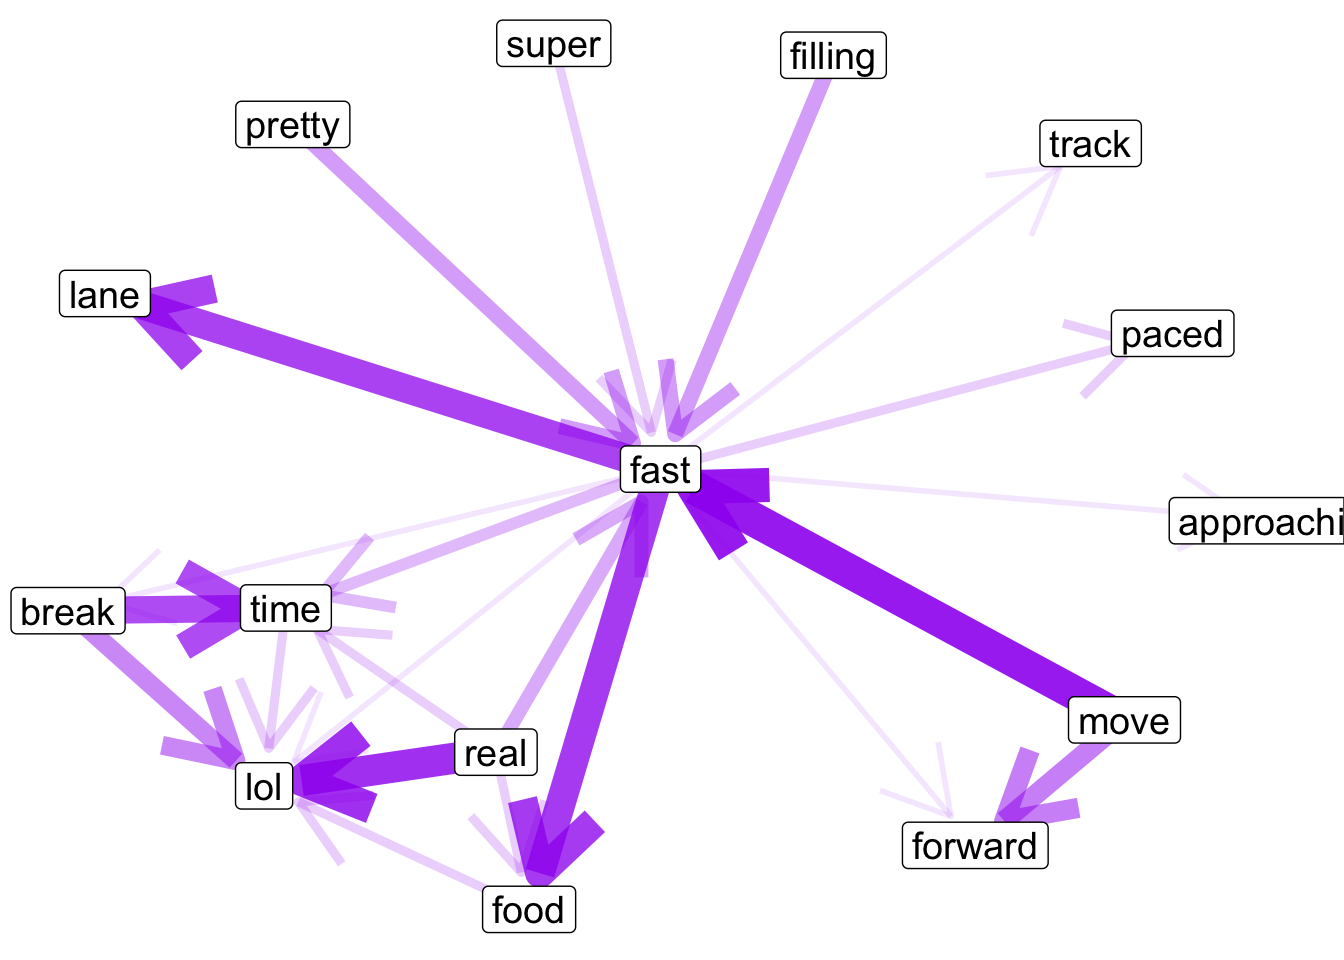 super
filling
pretty
track
lane
paced
fast
approachi
break
time
move
real
lol
forward
food